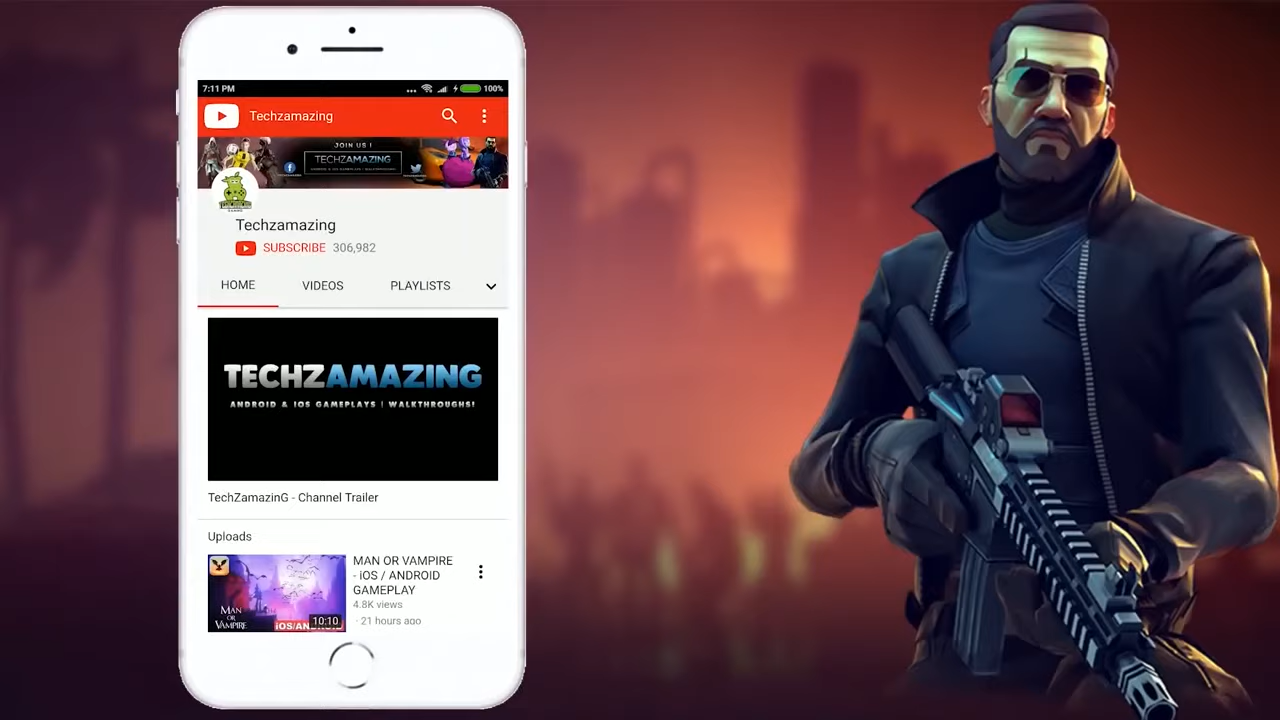 7:11 PM
100%
Techzamazing
JOIN US !
TECHZAMAZING
Techzamazing
SUBSCRIBE 306,982
HOME VIDEOS PLAYLISTS
TECHZAMAZING
ANDROID & IOS GAMEPLAYS | WALKTHROUGHS!
TechZamazinG - Channel Trailer
Uploads
MAN OR VAMPIRE
- iOS / ANDROID
GAMEPLAY
4.8K views
· 21 hours ago
MAN
OR
VAMPIRE
10:10